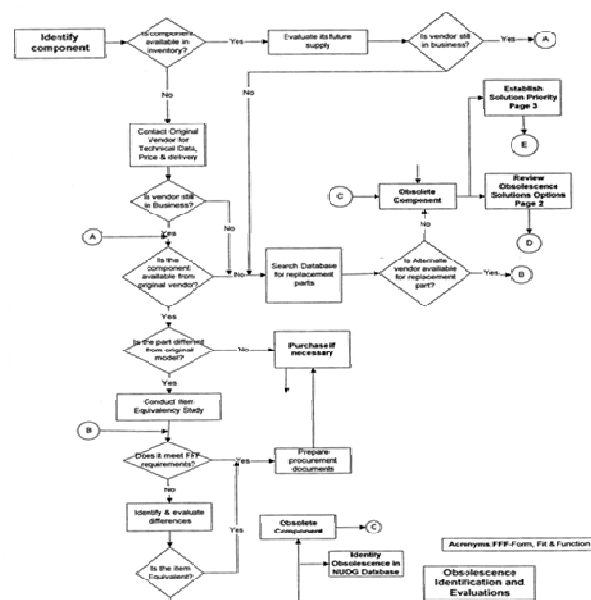 Identify
component
Is component
available in
inventory?
Yes
Evaluate its future
supply
Is vendor still
in business?
Yes
A
No
No
Contact Original
Vendor for
Technical Data,
Price & delivery
Establish
Solution Priority
Page 3
E
Is vendor still
in Business?
C
Obsolete
Component
Review
Obsolescence
Solutions Options
Page 2
D
A
Yes
No
No
Is the
component
available from
original vendor?
No
Search Database
for replacement
parts
Is Alternate
vendor available
for replacement
part?
Yes
B
Yes
Is the part different
from original
model?
No
Purchase if
necessary
Yes
Conduct Item
Equivalency Study
B
Does it meet FFF
requirements?
Yes
Prepare
procurement
documents
No
Identify & evaluate
differences
Yes
Obsolete
Component
C
Is the item
Equivalent?
Identify
Obsolescence in
NUOG Database
Acronyms:FFF-Form, Fit & Function
Obsolescence
Identification and
Evaluations